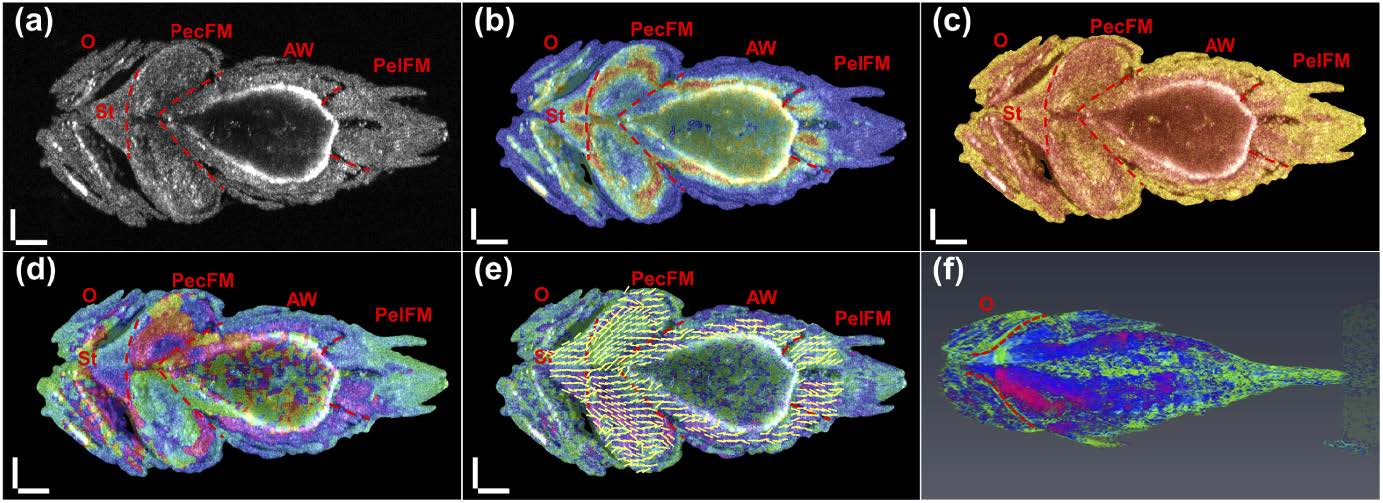 (a)
O
PecFM
AW
PelFM
St
(b)
O
PecFM
AW
PelFM
St
(c)
O
PecFM
AW
PelFM
St
(d)
O
PecFM
AW
PelFM
St
(e)
O
PecFM
AW
PelFM
St
(f)
O